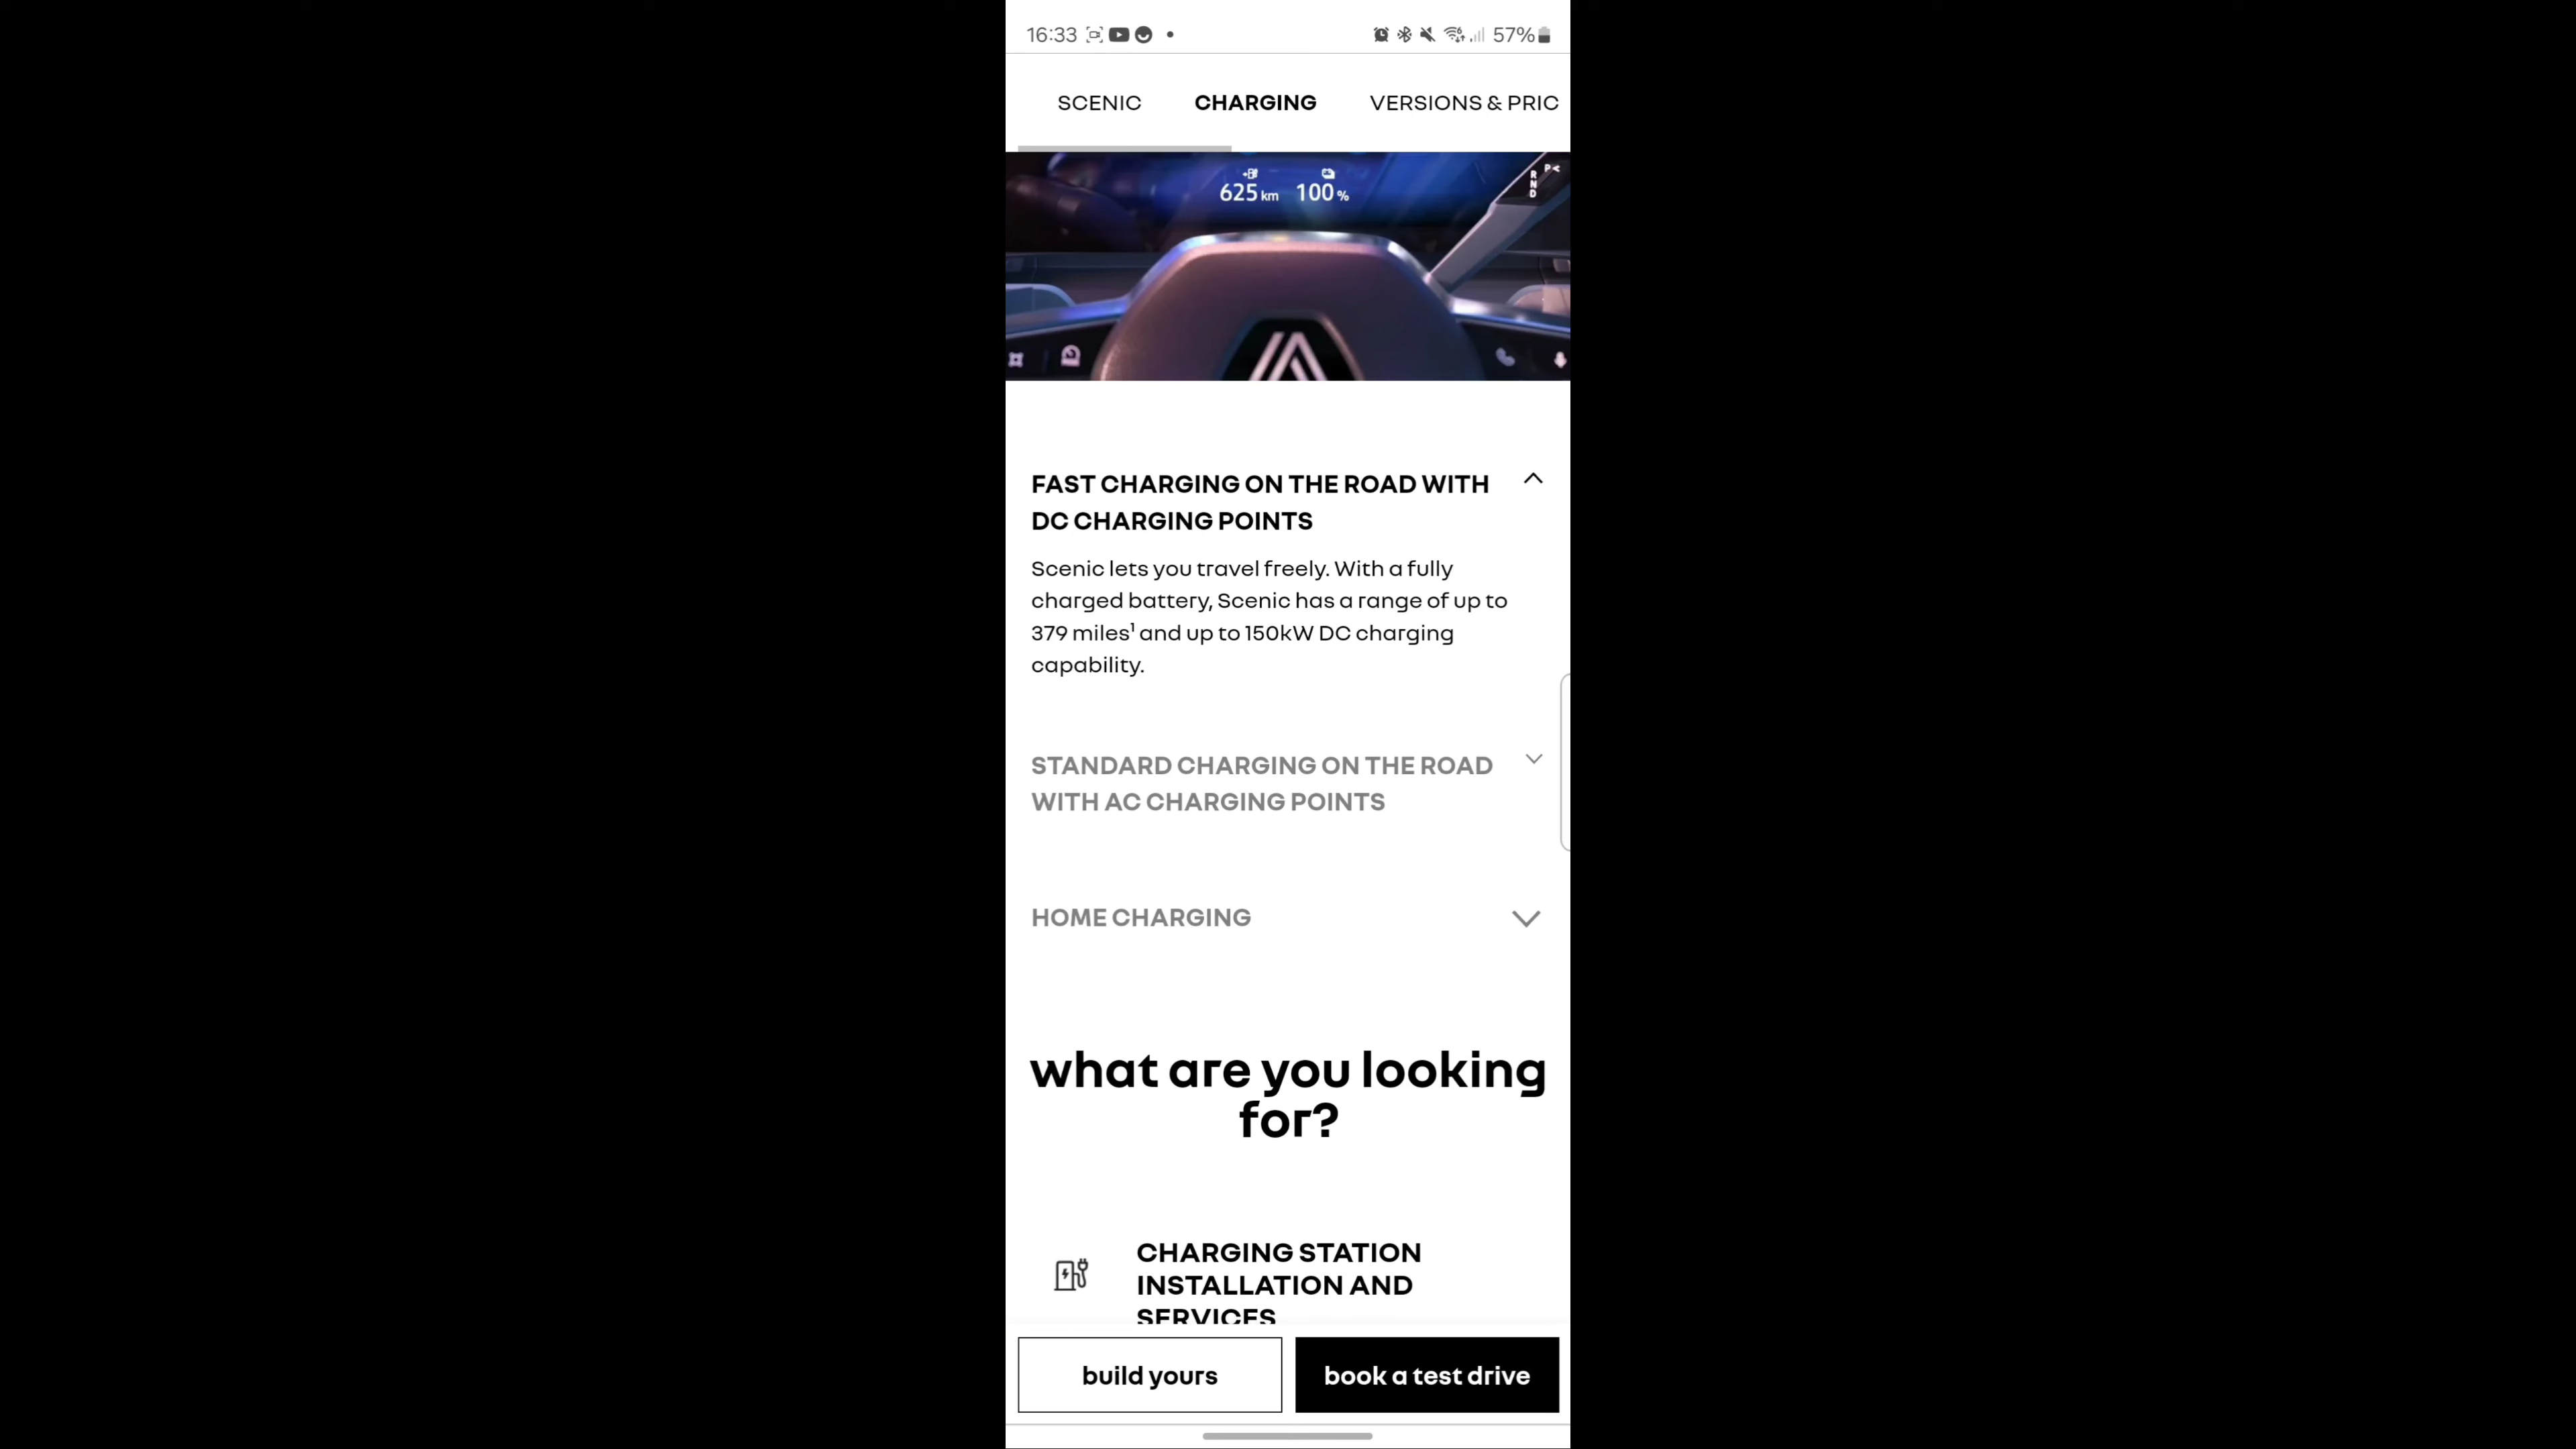 16:33
57%
SCENIC CHARGING VERSIONS & PRIC
625 km 100 %
P
R
N
D
FAST CHARGING ON THE ROAD WITH
DC CHARGING POINTS
Scenic lets you travel freely. With a fully
charged battery, Scenic has a range of up to
379 miles¹ and up to 150kW DC charging
capability.
STANDARD CHARGING ON THE ROAD
WITH AC CHARGING POINTS
HOME CHARGING
what are you looking
for?
CHARGING STATION
INSTALLATION AND
SERVICES
build yours book a test drive